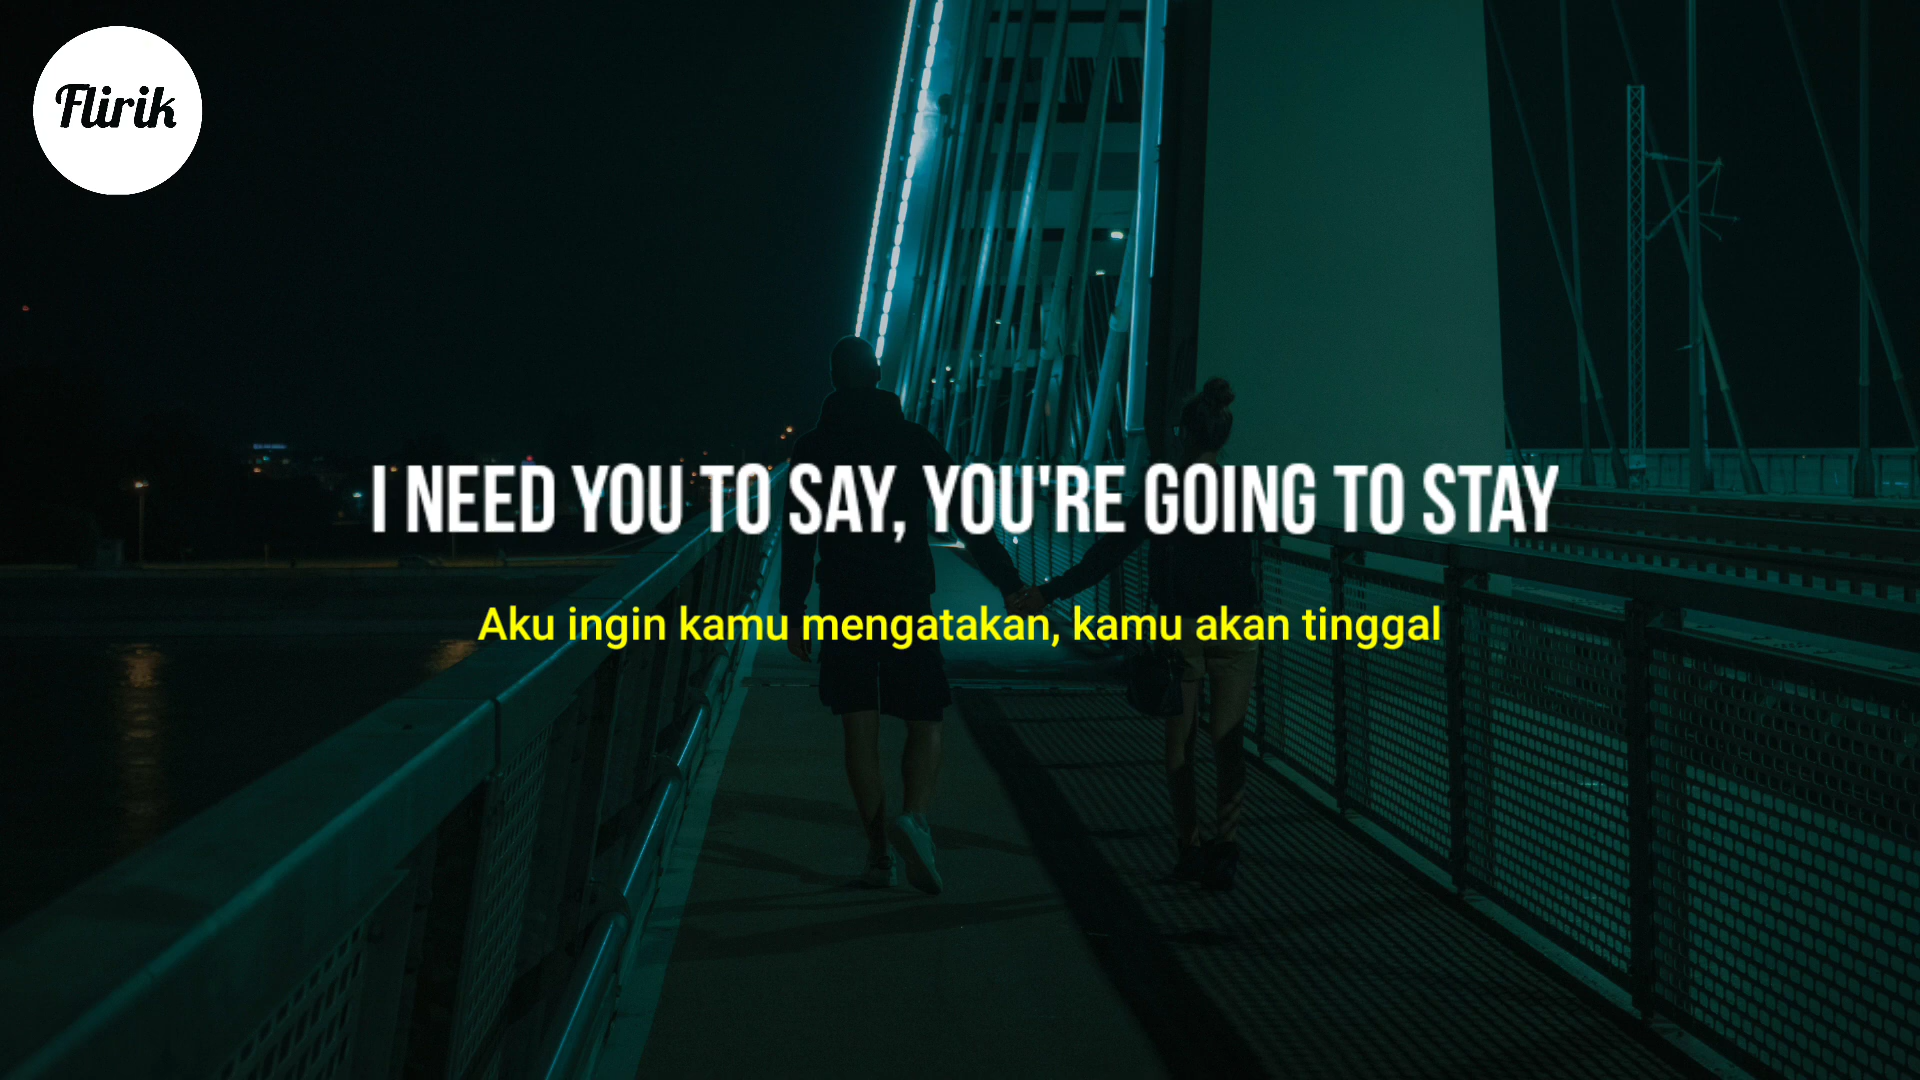 Flirik
I NEED YOU TO SAY, YOU'RE GOING TO STAY
Aku ingin kamu mengatakan, kamu akan tinggal